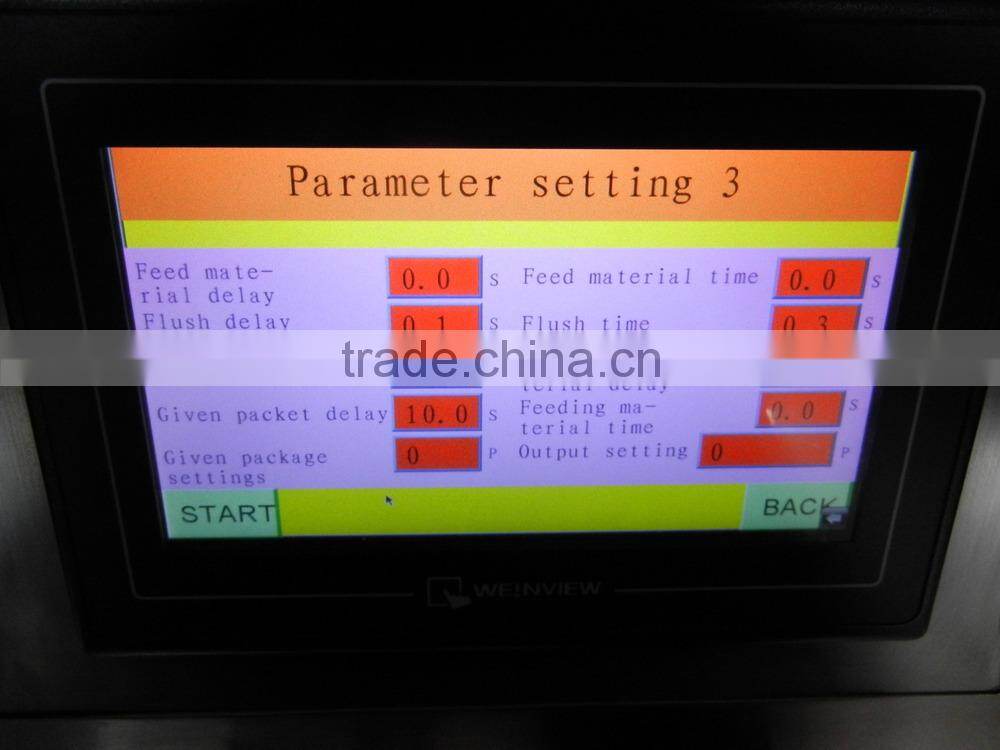 Parameter setting 3
Feed mate-
rial delay
0.0 S
Feed material time
0.0 S
Flush delay
0.1 S
Flush time
0.3 S
trade.china.cn
terial delay
Given packet delay
10.0 S
Feeding ma-
terial time
0.0 S
Given package
settings
0 P
Output setting
0 P
START
BACK
WE!NVIEW